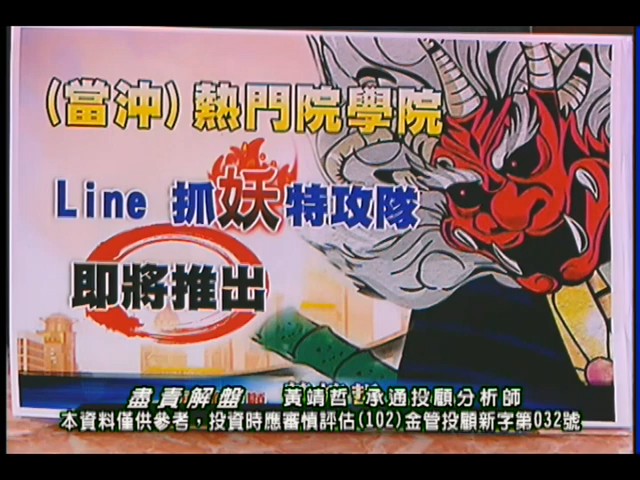 (當沖) 熱門院學院
Line 抓妖特攻隊
即將推出
盡責解盤 黃靖哲 承通投顧分析師
本資料僅供參考，投資時應審慎評估(102)金管投顧新字第032號